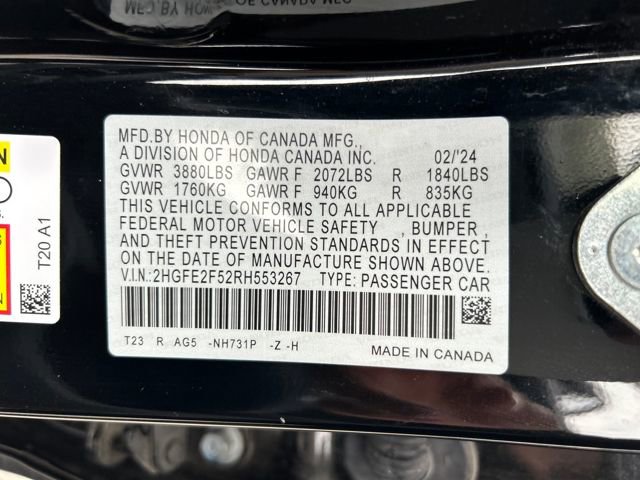 MFD.BY HONDA OF CANADA MFG.,
A DIVISION OF HONDA CANADA INC. 02/'24
GVWR 3880LBS GAWR F 2072LBS R 1840LBS
GVWR 1760KG GAWR F 940KG R 835KG
THIS VEHICLE CONFORMS TO ALL APPLICABLE
FEDERAL MOTOR VEHICLE SAFETY , BUMPER ,
AND THEFT PREVENTION STANDARDS IN EFFECT
ON THE DATE OF MANUFACTURE SHOWN ABOVE.
V.I.N.:2HGFE2F52RH553267 TYPE: PASSENGER CAR
T23 R AG5 -NH731P -Z -H
MADE IN CANADA
T20 A1